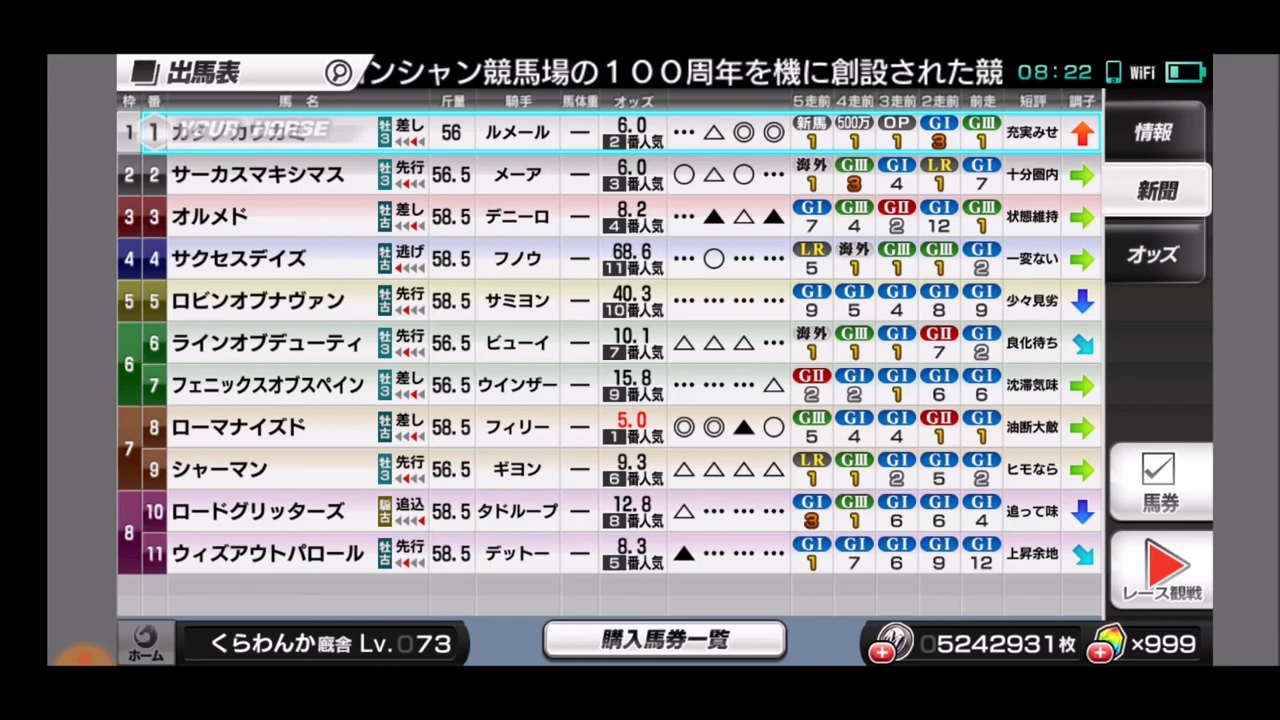 出馬表 ンシャン競馬場の100周年を機に創設された競 08:22 WiFi
枠 番 馬 名 斤量 騎手 馬体重 オッズ 5走前 4走前 3走前 2走前 前走 短評 調子
1 1 YOUR HORSE 牡3 差し 56 ルメール — 6.0 2番人気 … △ ◎ ◎ 新馬 1 500万 1 OP 1 GI 3 GIII 1 充実みせ
2 2 サーカスマキシマス 牡3 先行 56.5 メーア — 6.0 3番人気 ○ △ ○ … 海外 1 GIII 3 GI 4 LR 1 GI 7 十分圏内
3 3 オルメド 牡古 差し 58.5 デニーロ — 8.2 4番人気 … ▲ △ ▲ GI 7 GIII 4 GII 2 GI 12 GIII 1 状態維持
4 4 サクセスデイズ 牡古 逃げ 58.5 フノウ — 68.6 11番人気 … ○ … … LR 5 海外 1 GIII 1 GIII 1 GI 2 一変ない
5 5 ロビンオブナヴァン 牡古 先行 58.5 サミヨン — 40.3 10番人気 … … … … GI 9 GI 5 GI 4 GI 8 GI 9 少々見劣
6 6 ラインオブデューティ 牡3 先行 56.5 ビューイ — 10.1 7番人気 △ △ △ … 海外 1 GIII 1 GI 1 GII 7 GI 2 良化待ち
7 フェニックスオブスペイン 牡3 差し 56.5 ウインザー — 15.8 9番人気 … … … △ GII 2 GI 2 GI 1 GI 6 GI 6 沈滞気味
7 8 ローマナイズド 牡古 差し 58.5 フィリー — 5.0 1番人気 ◎ ◎ ▲ ○ GIII 5 GI 4 GI 4 GII 1 GI 1 油断大敵
9 シャーマン 牡3 先行 56.5 ギヨン — 9.3 6番人気 △ △ △ △ LR 1 GIII 1 GI 2 GI 5 GI 2 ヒモなら
8 10 ロードグリッターズ 騸古 追込 58.5 タドループ — 12.8 8番人気 △ … … … GI 3 GIII 1 GI 6 GI 6 GI 4 追って味
11 ウィズアウトパロール 牡古 先行 58.5 デットー — 8.3 5番人気 ▲ … … … GI 1 GI 7 GI 6 GI 9 GI 12 上昇余地
情報
新聞
オッズ
馬券
レース観戦
ホーム くらわんか厩舎 Lv.073 購入馬券一覧 05242931枚 ×999